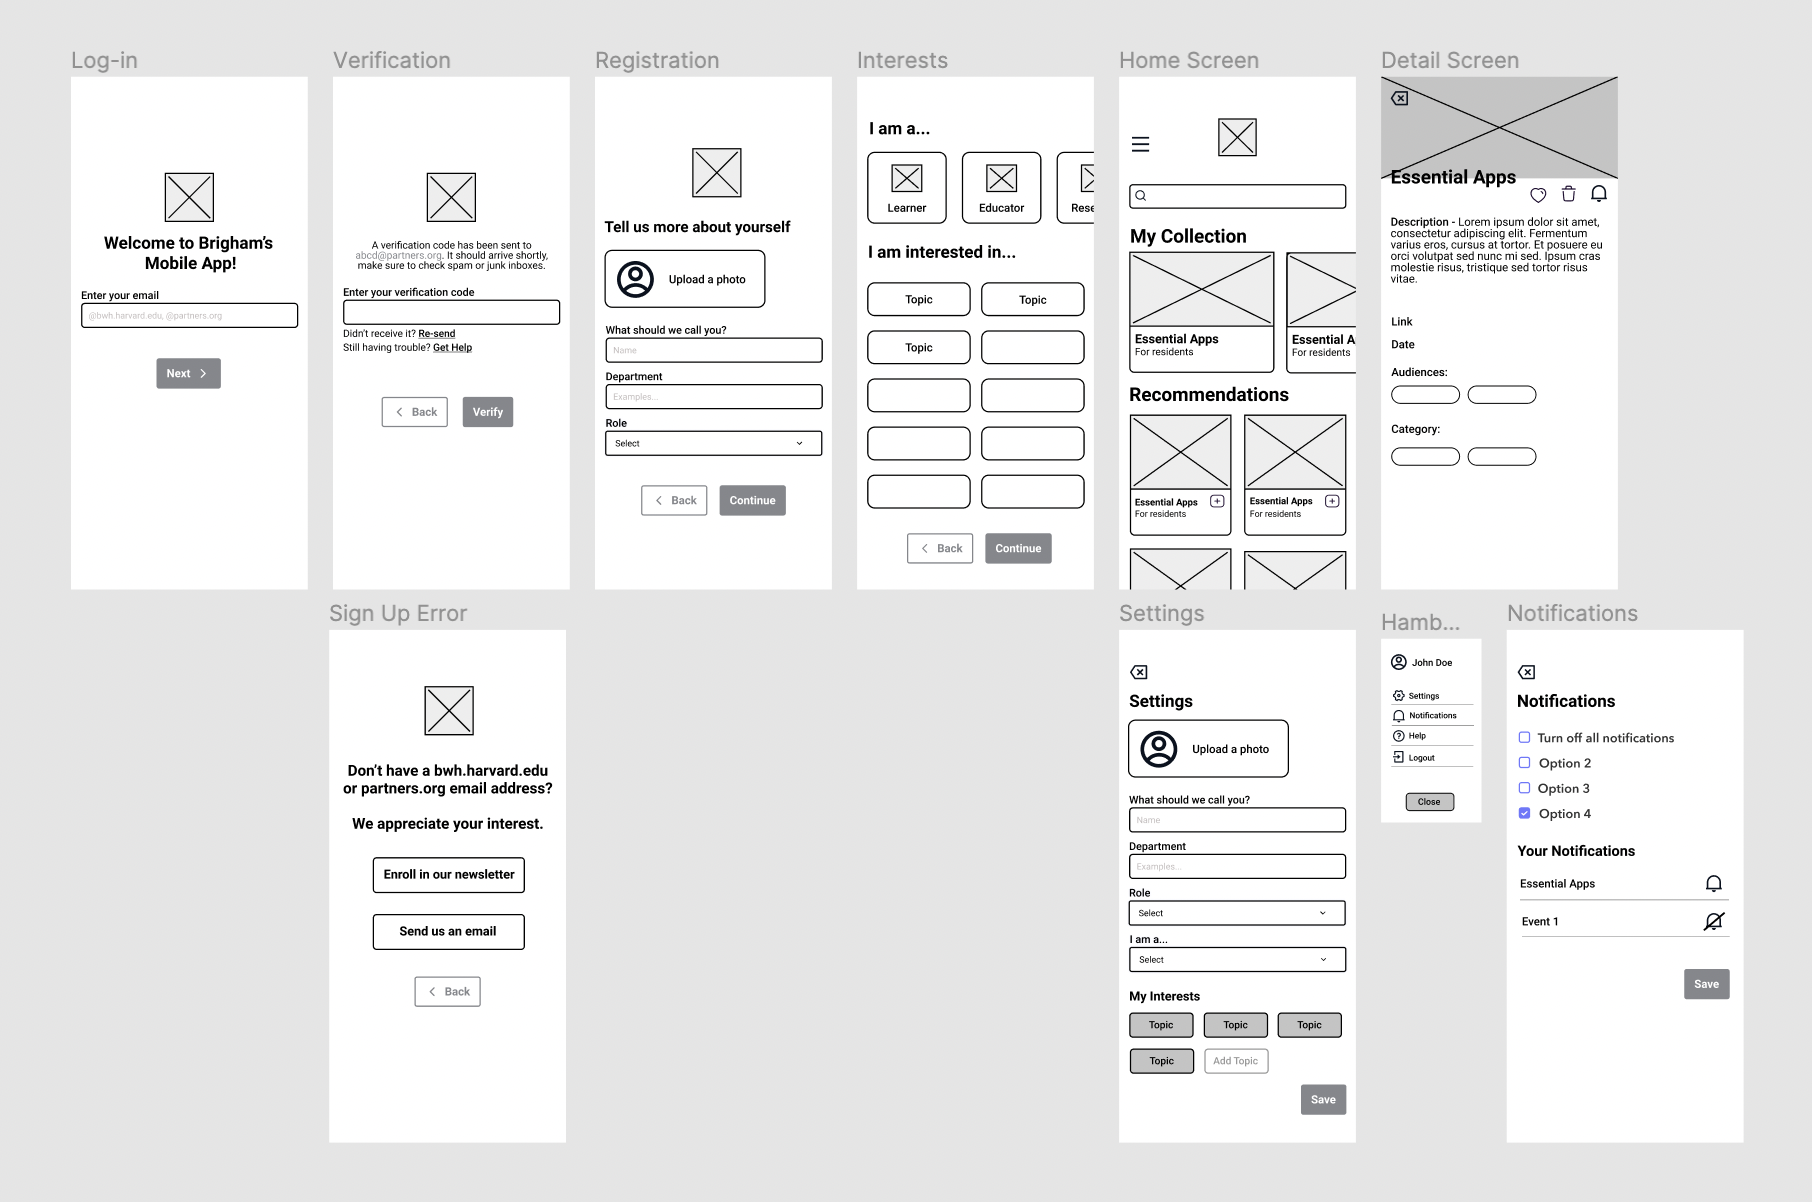 Log-in
Welcome to Brigham's
Mobile App!
Enter your email
@bwh.harvard.edu, @partners.org
Next
Verification
A verification code has been sent to
abcd@partners.org. It should arrive shortly,
make sure to check spam or junk inboxes.
Enter your verification code
Didn't receive it? Re-send
Still having trouble? Get Help
Back
Verify
Registration
Tell us more about yourself
Upload a photo
What should we call you?
Name
Department
Examples...
Role
Select
Back
Continue
Interests
I am a...
Learner
Educator
Rese
I am interested in...
Topic
Topic
Topic
Back
Continue
Home Screen
My Collection
Essential Apps
For residents
Essential A
For residents
Recommendations
Essential Apps
For residents
Essential Apps
For residents
Detail Screen
Essential Apps
Description - Lorem ipsum dolor sit amet,
consectetur adipiscing elit. Fermentum
varius eros, cursus at tortor. Et posuere eu
orci volutpat sed nunc mi sed. Ipsum cras
molestie risus, tristique sed tortor risus
vitae.
Link
Date
Audiences:
Category:
Sign Up Error
Don't have a bwh.harvard.edu
or partners.org email address?
We appreciate your interest.
Enroll in our newsletter
Send us an email
Back
Settings
Settings
Upload a photo
What should we call you?
Name
Department
Examples...
Role
Select
I am a...
Select
My Interests
Topic
Topic
Topic
Topic
Add Topic
Save
Hamb...
John Doe
Settings
Notifications
Help
Logout
Close
Notifications
Notifications
Turn off all notifications
Option 2
Option 3
Option 4
Your Notifications
Essential Apps
Event 1
Save